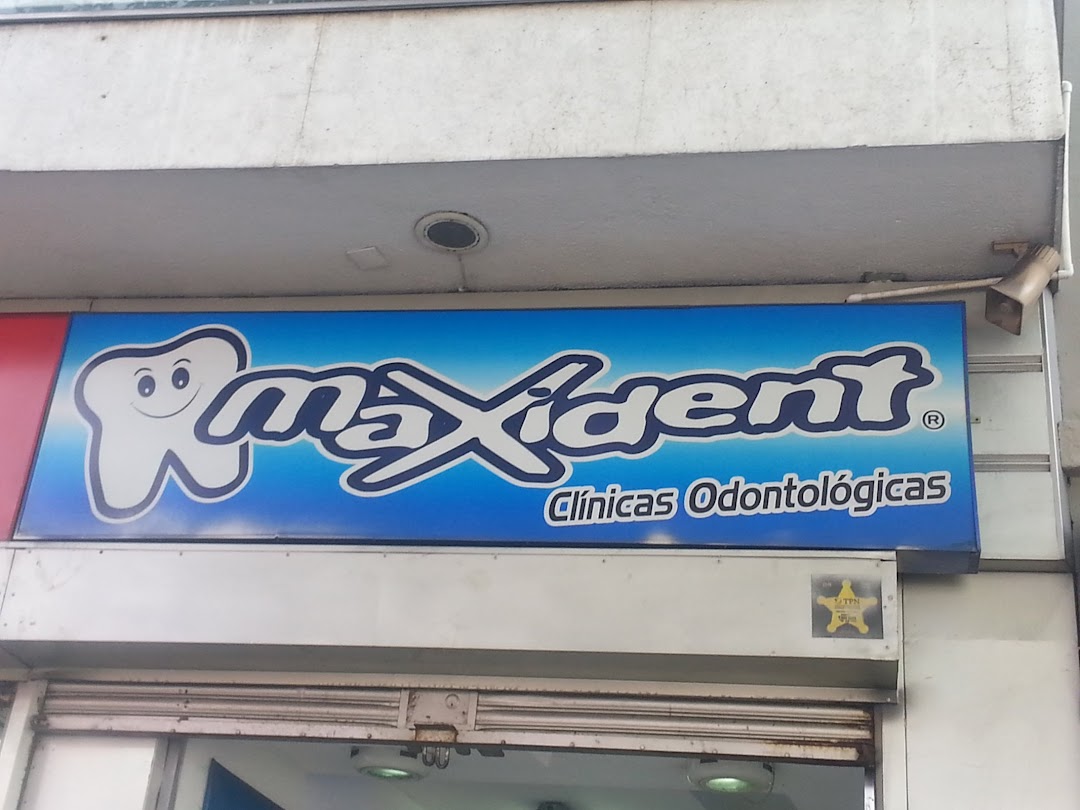 maxident ®
Clínicas Odontológicas